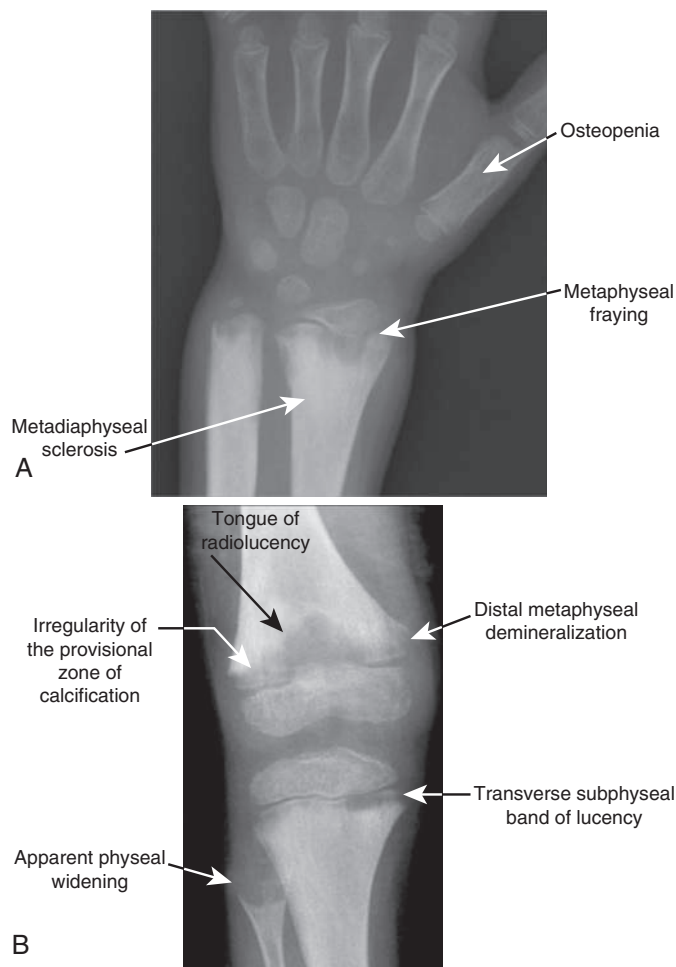 Osteopenia
Metaphyseal
fraying
Metadiaphyseal
sclerosis
A
Tongue of
radiolucency
Irregularity of
the provisional
zone of
calcification
Distal metaphyseal
demineralization
Transverse subphyseal
band of lucency
Apparent physeal
widening
B